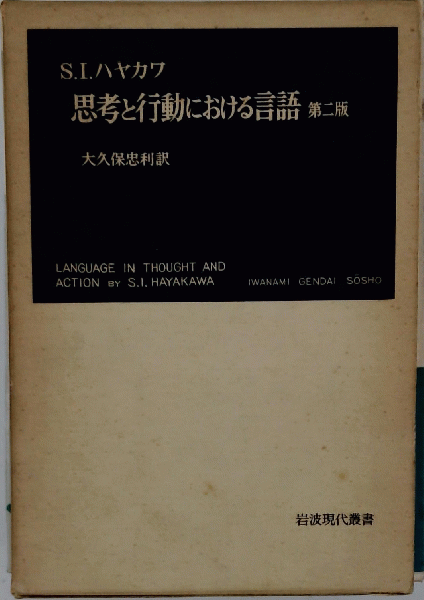 S.I.ハヤカワ
思考と行動における言語 第二版
大久保忠利訳
LANGUAGE IN THOUGHT AND
ACTION BY S.I. HAYAKAWA IWANAMI GENDAI SŌSHO
岩波現代叢書